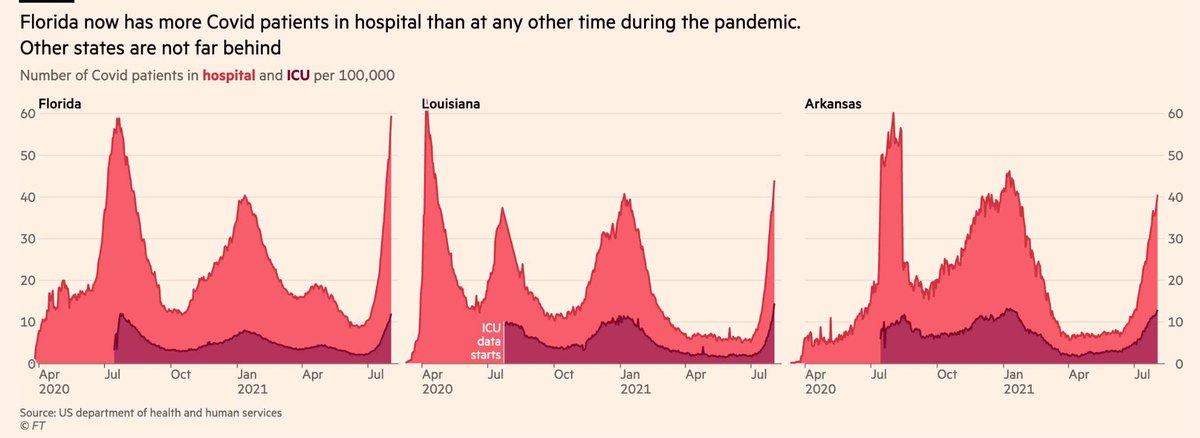 Florida now has more Covid patients in hospital than at any other time during the pandemic.
Other states are not far behind
Number of Covid patients in hospital and ICU per 100,000
Florida
60
50
40
30
20
10
0
Apr
2020
Jul
Oct
Jan
2021
Apr
Jul
Louisiana
ICU
data
starts
Apr
2020
Jul
Oct
Jan
2021
Apr
Jul
Arkansas
60
50
40
30
20
10
0
Apr
2020
Jul
Oct
Jan
2021
Apr
Jul
Source: US department of health and human services
© FT